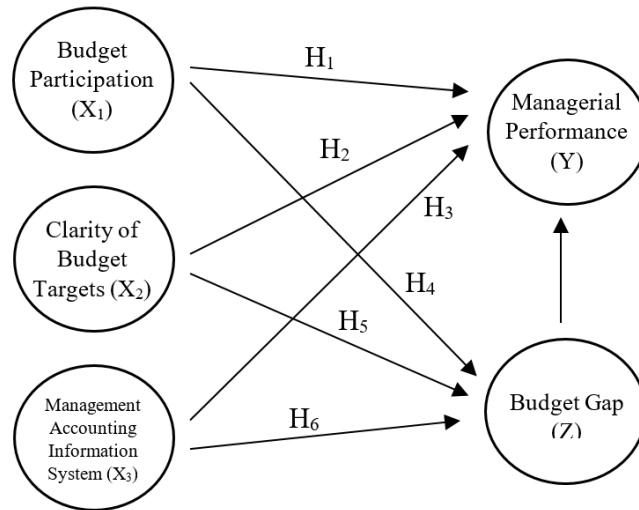 Budget
Participation
(X₁)
H₁
Managerial
Performance
(Y)
H₂
H₃
Clarity of
Budget
Targets (X₂)
H₄
H₅
Management
Accounting
Information
System (X₃)
H₆
Budget Gap
(Z)